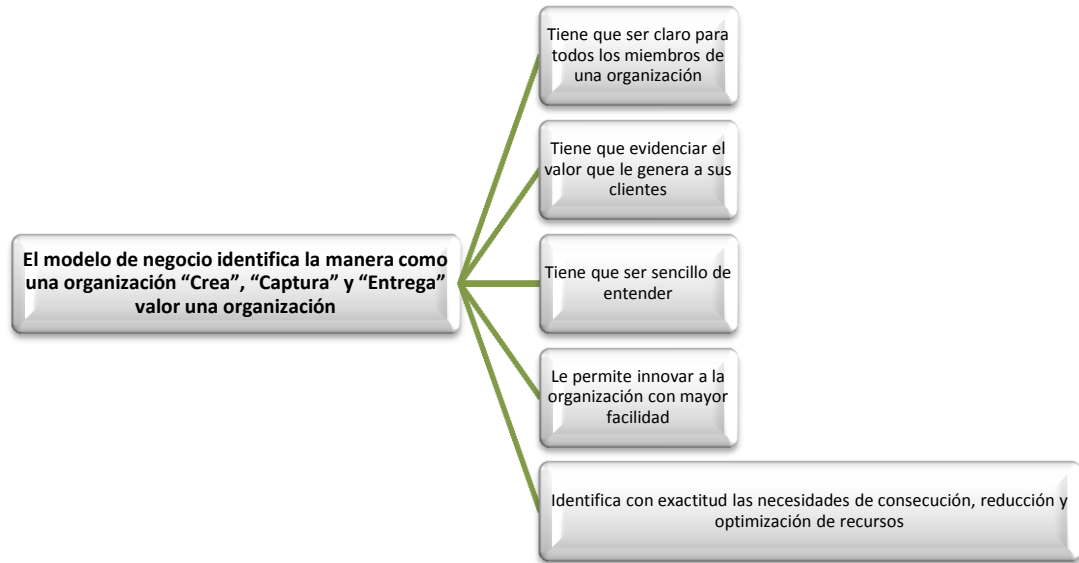 Tiene que ser claro para
todos los miembros de
una organización
Tiene que evidenciar el
valor que le genera a sus
clientes
El modelo de negocio identifica la manera como
una organización “Crea”, “Captura” y “Entrega”
valor una organización
Tiene que ser sencillo de
entender
Le permite innovar a la
organización con mayor
facilidad
Identifica con exactitud las necesidades de consecución, reducción y
optimización de recursos